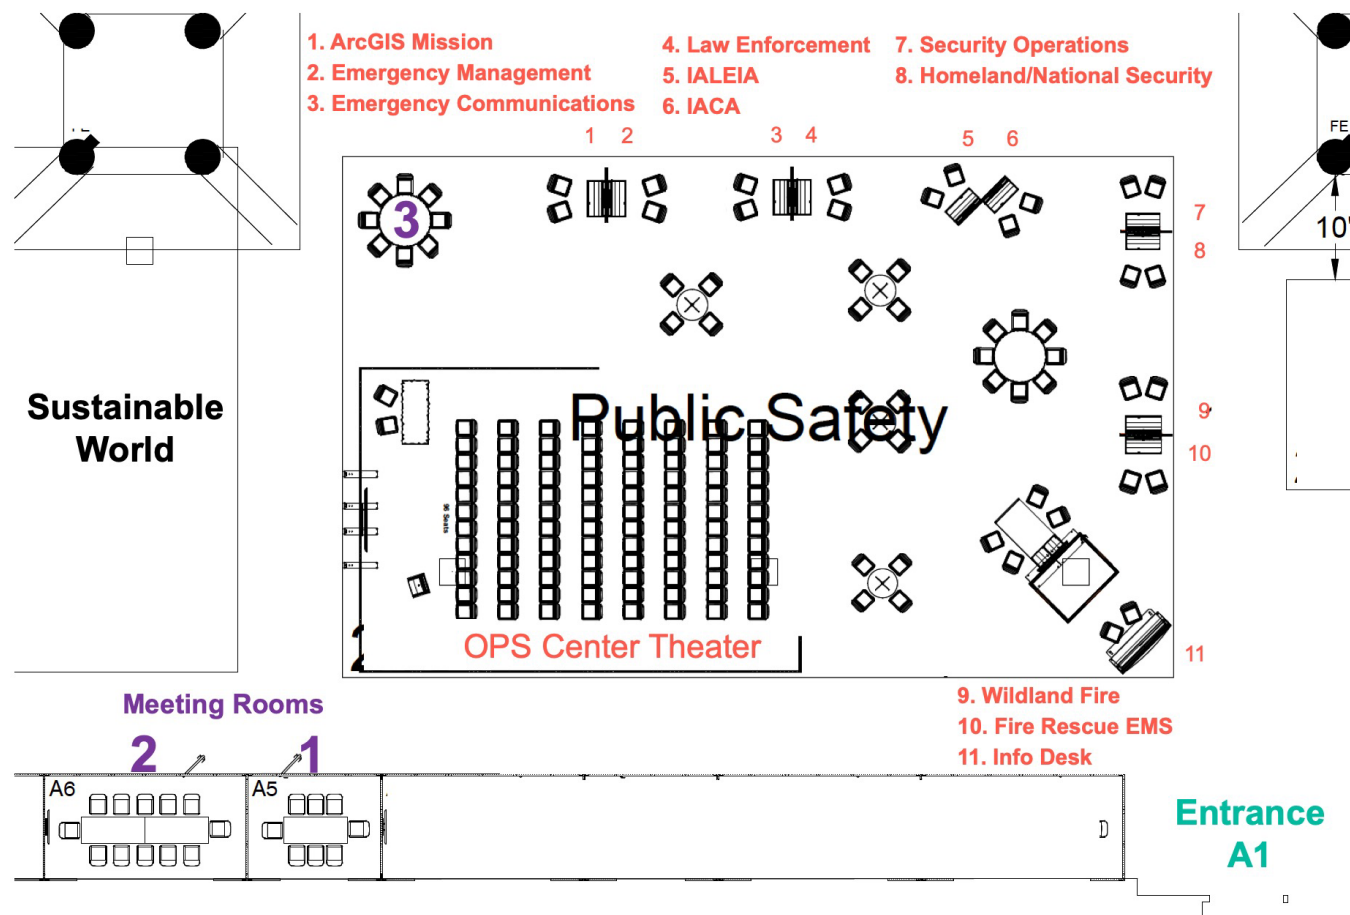 1. ArcGIS Mission
2. Emergency Management
3. Emergency Communications
4. Law Enforcement
5. IALEIA
6. IACA
7. Security Operations
8. Homeland/National Security
FE
10'
1 2
3 4
5 6
7
8
3
Sustainable
World
Public Safety
9
10
96 Seats
OPS Center Theater
11
Meeting Rooms
2
1
9. Wildland Fire
10. Fire Rescue EMS
11. Info Desk
A6
A5
Entrance
A1